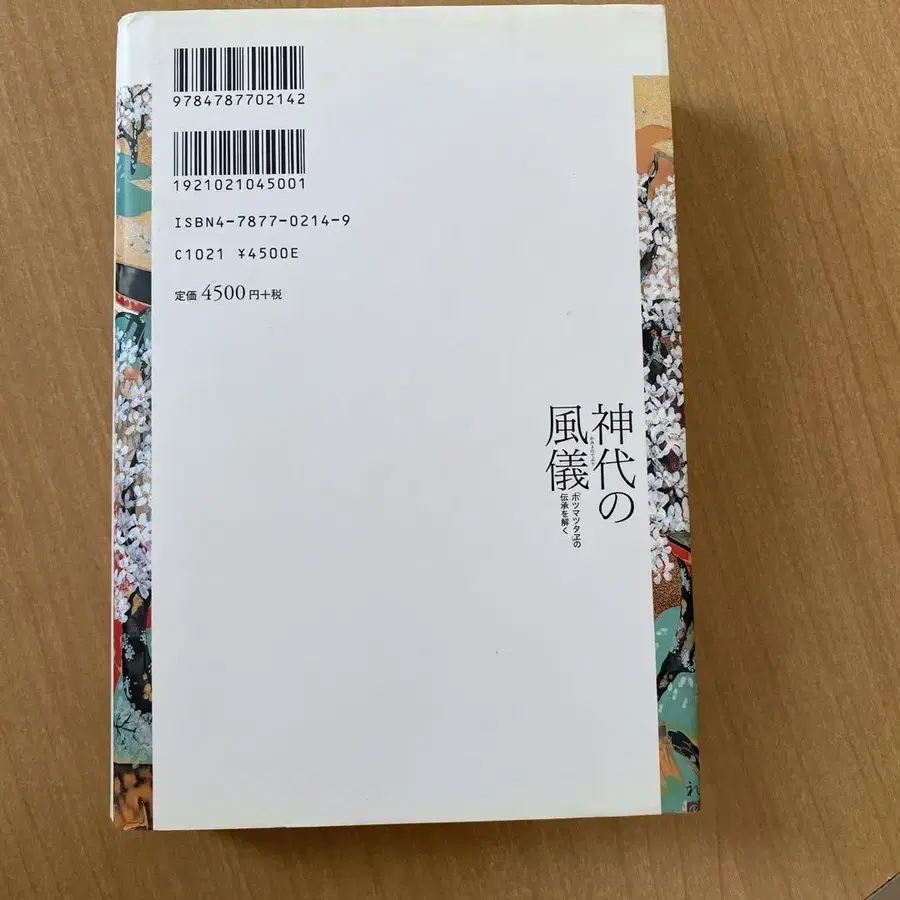 9784787702142
1921021045001
ISBN4-7877-0214-9
C1021 ¥4500E
定価 4500円+税
神代の
風儀
「ホツマツタヱ」の
伝承を解く